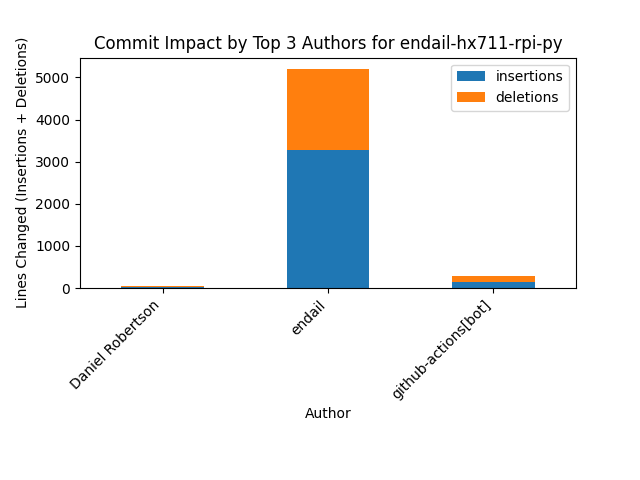 Commit Impact by Top 3 Authors for endail-hx711-rpi-py
Lines Changed (Insertions + Deletions)
5000
4000
3000
2000
1000
0
insertions
deletions
Daniel Robertson
endail
github-actions[bot]
Author